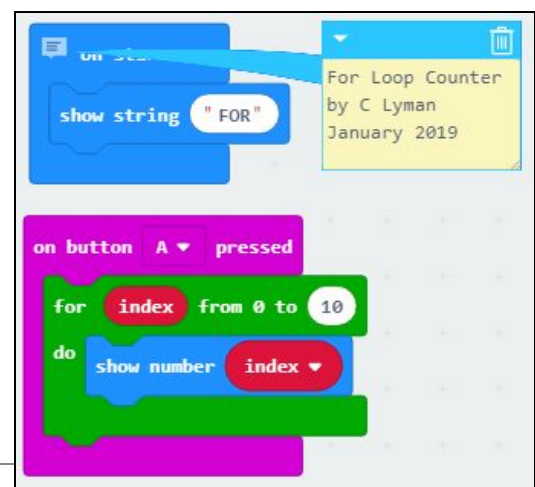 on
show string "FOR"
For Loop Counter
by C Lyman
January 2019
on button A pressed
for index from 0 to 10
do
show number index